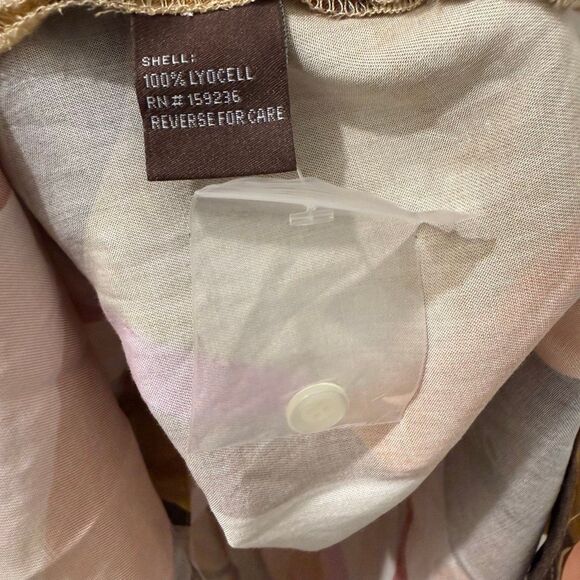 SHELL:
100% LYOCELL
RN# 159236
REVERSE FOR CARE